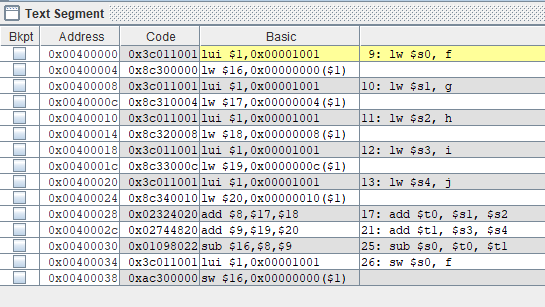 Text Segment
Bkpt Address Code Basic
0x00400000 0x3c011001 lui $1,0x00001001 9: lw $s0, f
0x00400004 0x8c300000 lw $16,0x00000000($1)
0x00400008 0x3c011001 lui $1,0x00001001 10: lw $s1, g
0x0040000c 0x8c310004 lw $17,0x00000004($1)
0x00400010 0x3c011001 lui $1,0x00001001 11: lw $s2, h
0x00400014 0x8c320008 lw $18,0x00000008($1)
0x00400018 0x3c011001 lui $1,0x00001001 12: lw $s3, i
0x0040001c 0x8c33000c lw $19,0x0000000c($1)
0x00400020 0x3c011001 lui $1,0x00001001 13: lw $s4, j
0x00400024 0x8c340010 lw $20,0x00000010($1)
0x00400028 0x02324020 add $8,$17,$18 17: add $t0, $s1, $s2
0x0040002c 0x02744820 add $9,$19,$20 21: add $t1, $s3, $s4
0x00400030 0x01098022 sub $16,$8,$9 25: sub $s0, $t0, $t1
0x00400034 0x3c011001 lui $1,0x00001001 26: sw $s0, f
0x00400038 0xac300000 sw $16,0x00000000($1)